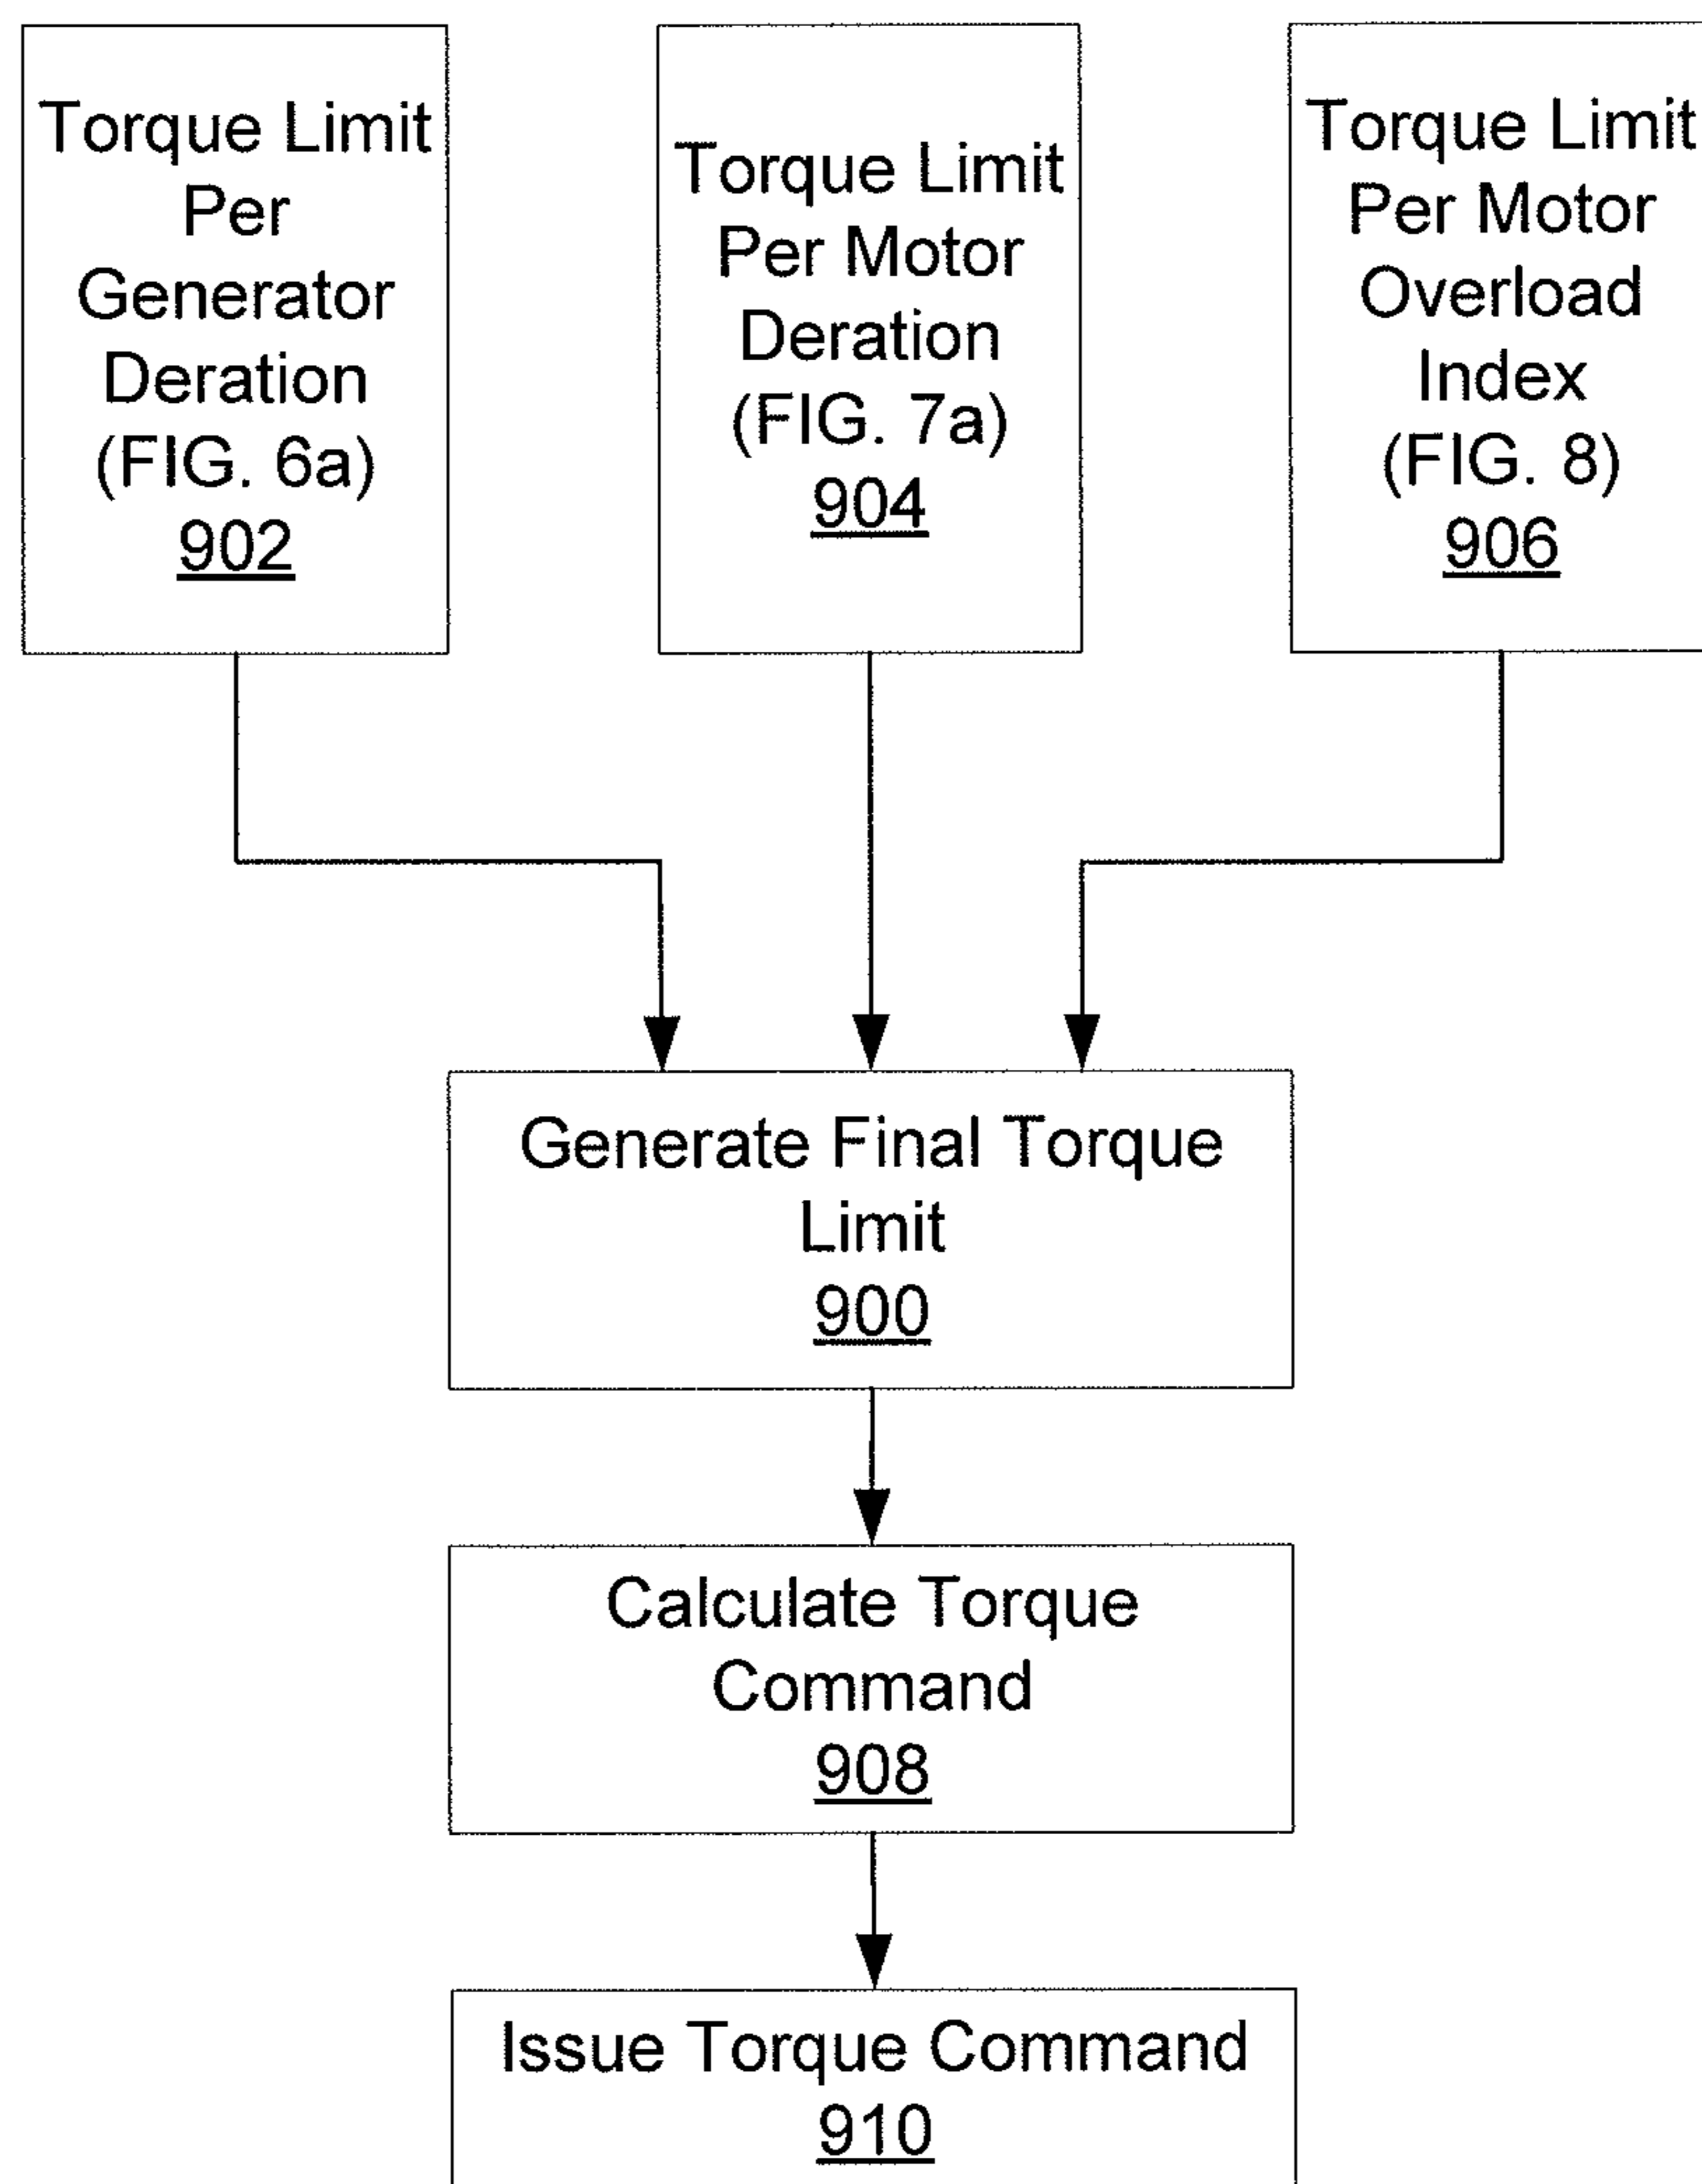 Torque Limit
Per
Generator
Deration
(FIG. 6a)
902
Torque Limit
Per Motor
Deration
(FIG. 7a)
904
Torque Limit
Per Motor
Overload
Index
(FIG. 8)
906
Generate Final Torque
Limit
900
Calculate Torque
Command
908
Issue Torque Command
910